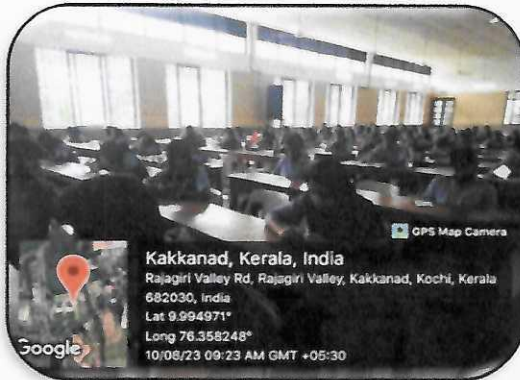 GPS Map Camera
Kakkanad, Kerala, India
Rajagiri Valley Rd, Rajagiri Valley, Kakkanad, Kochi, Kerala
682030, India
Lat 9.994971°
Long 76.358248°
10/08/23 09:23 AM GMT +05:30
Google